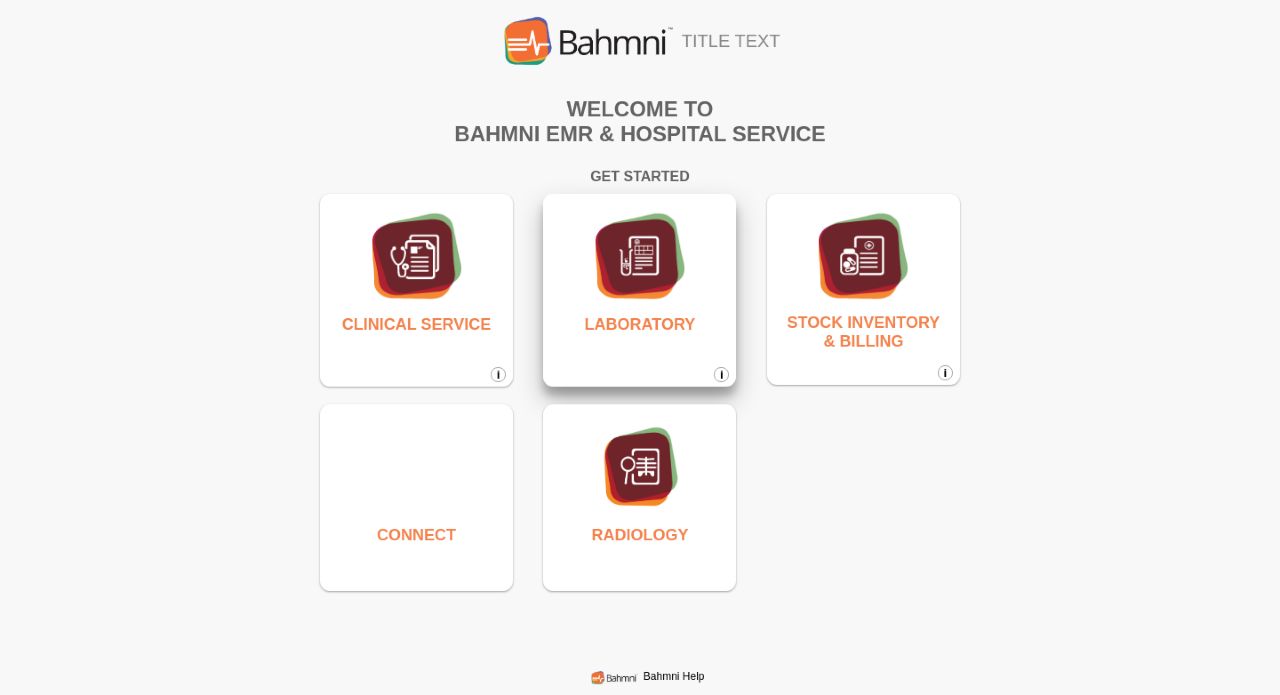 Bahmni™ TITLE TEXT
WELCOME TO
BAHMNI EMR & HOSPITAL SERVICE
GET STARTED
CLINICAL SERVICE
i
LABORATORY
i
STOCK INVENTORY
& BILLING
i
CONNECT
RADIOLOGY
Bahmni Bahmni Help